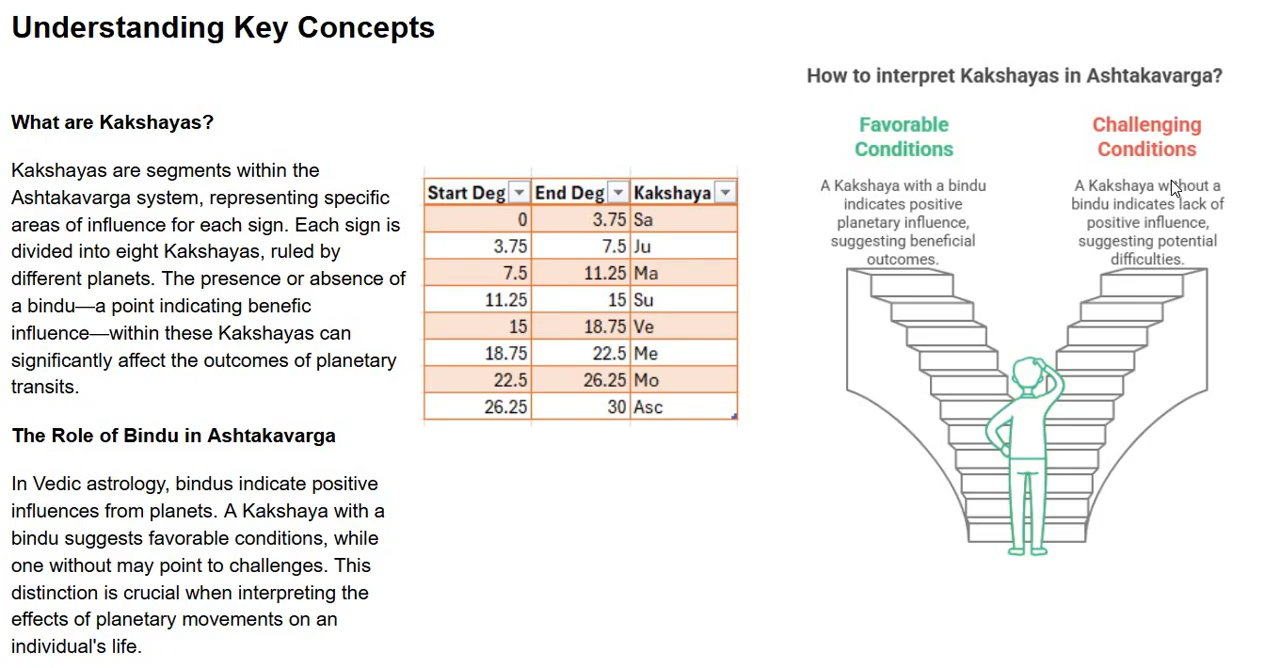 Understanding Key Concepts
What are Kakshayas?
Kakshayas are segments within the
Ashtakavarga system, representing specific
areas of influence for each sign. Each sign is
divided into eight Kakshayas, ruled by
different planets. The presence or absence of
a bindu—a point indicating benefic
influence—within these Kakshayas can
significantly affect the outcomes of planetary
transits.
The Role of Bindu in Ashtakavarga
In Vedic astrology, bindus indicate positive
influences from planets. A Kakshaya with a
bindu suggests favorable conditions, while
one without may point to challenges. This
distinction is crucial when interpreting the
effects of planetary movements on an
individual's life.
Start Deg End Deg Kakshaya
0 3.75 Sa
3.75 7.5 Ju
7.5 11.25 Ma
11.25 15 Su
15 18.75 Ve
18.75 22.5 Me
22.5 26.25 Mo
26.25 30 Asc
How to interpret Kakshayas in Ashtakavarga?
Favorable
Conditions
A Kakshaya with a bindu
indicates positive
planetary influence,
suggesting beneficial
outcomes.
Challenging
Conditions
A Kakshaya without a
bindu indicates lack of
positive influence,
suggesting potential
difficulties.